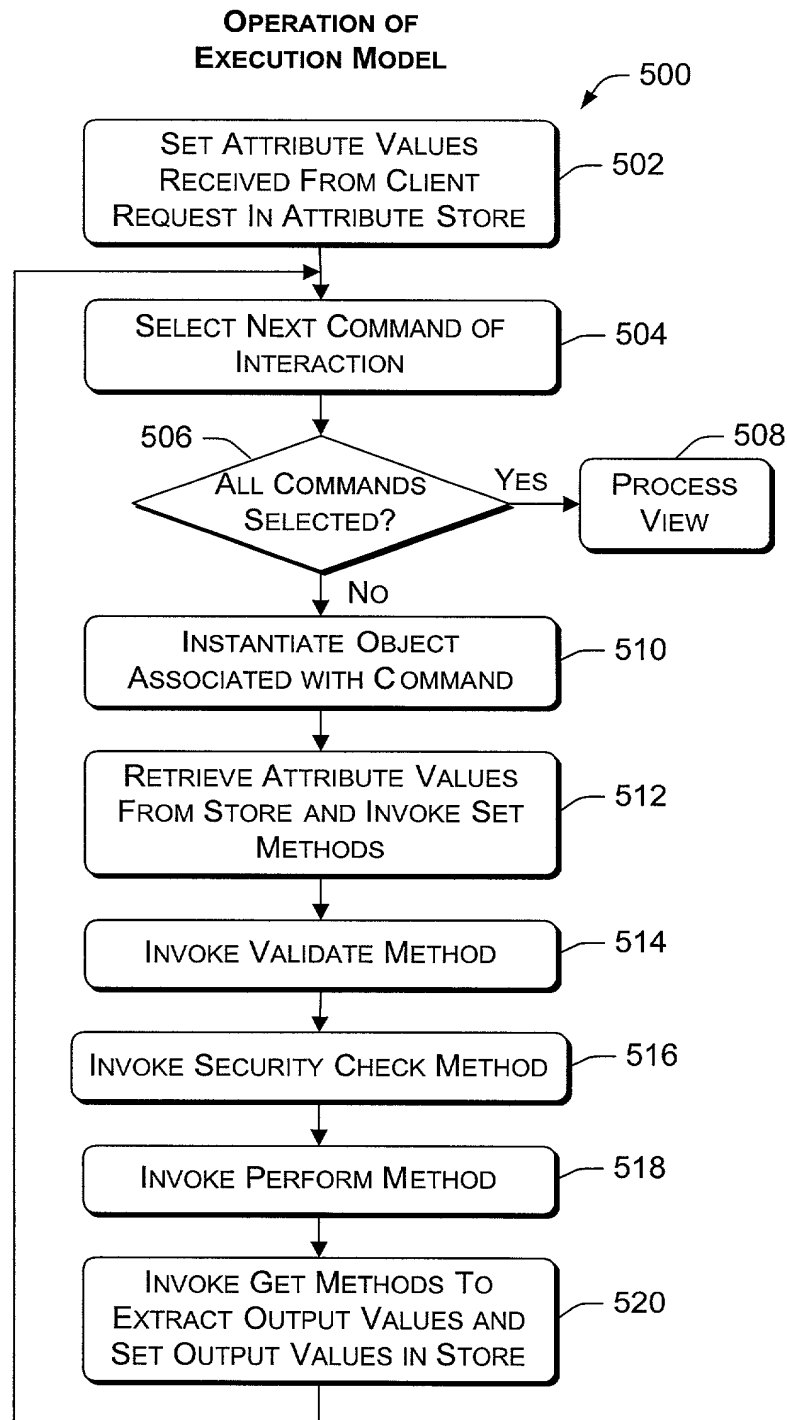 OPERATION OF
EXECUTION MODEL
500
SET ATTRIBUTE VALUES
RECEIVED FROM CLIENT
REQUEST IN ATTRIBUTE STORE
502
SELECT NEXT COMMAND OF
INTERACTION
504
506
ALL COMMANDS
SELECTED?
YES
508
PROCESS
VIEW
NO
INSTANTIATE OBJECT
ASSOCIATED WITH COMMAND
510
RETRIEVE ATTRIBUTE VALUES
FROM STORE AND INVOKE SET
METHODS
512
INVOKE VALIDATE METHOD
514
INVOKE SECURITY CHECK METHOD
516
INVOKE PERFORM METHOD
518
INVOKE GET METHODS TO
EXTRACT OUTPUT VALUES AND
SET OUTPUT VALUES IN STORE
520